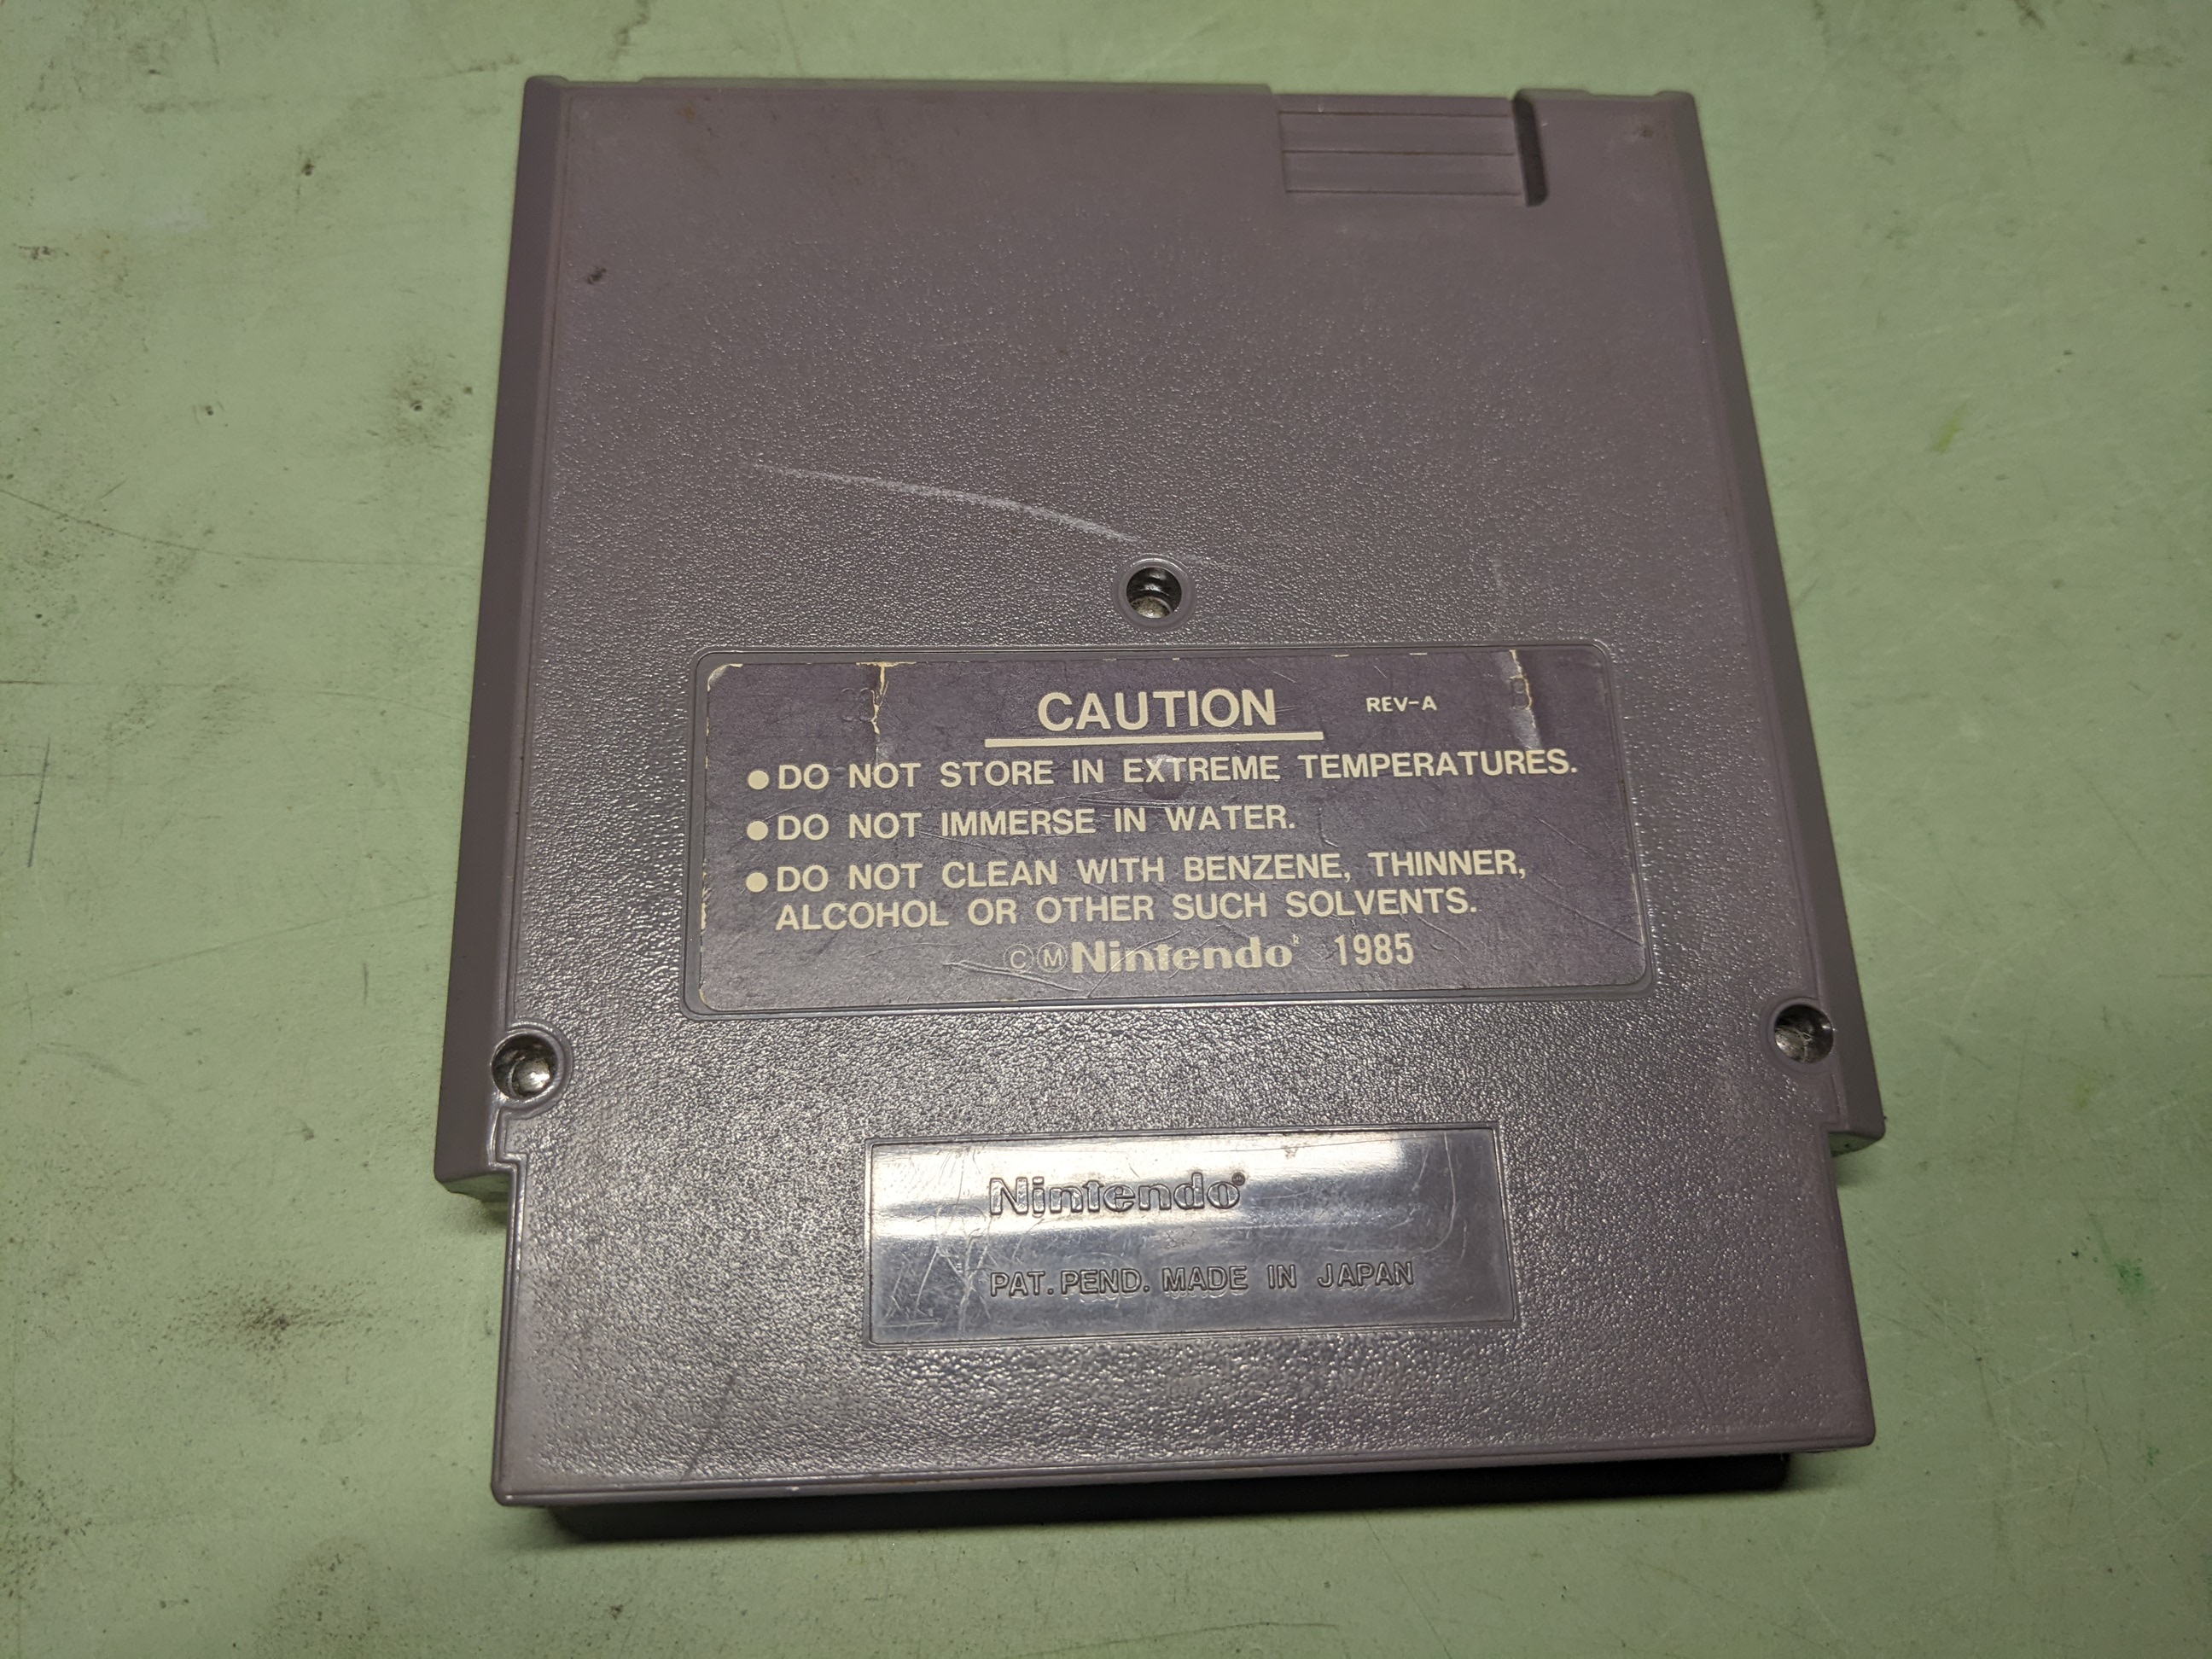 CAUTION REV-A
●DO NOT STORE IN EXTREME TEMPERATURES.
●DO NOT IMMERSE IN WATER.
●DO NOT CLEAN WITH BENZENE, THINNER,
ALCOHOL OR OTHER SUCH SOLVENTS.
ⒸⓂNintendo® 1985
Nintendo®
PAT. PEND. MADE IN JAPAN